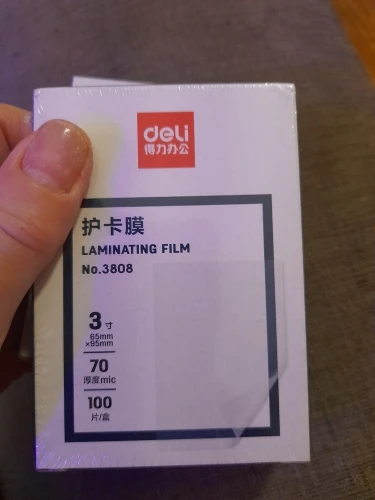 deli
得力办公
护卡膜
LAMINATING FILM
No.3808
3寸
65mm
×95mm
70
厚度mic
100
片/盒